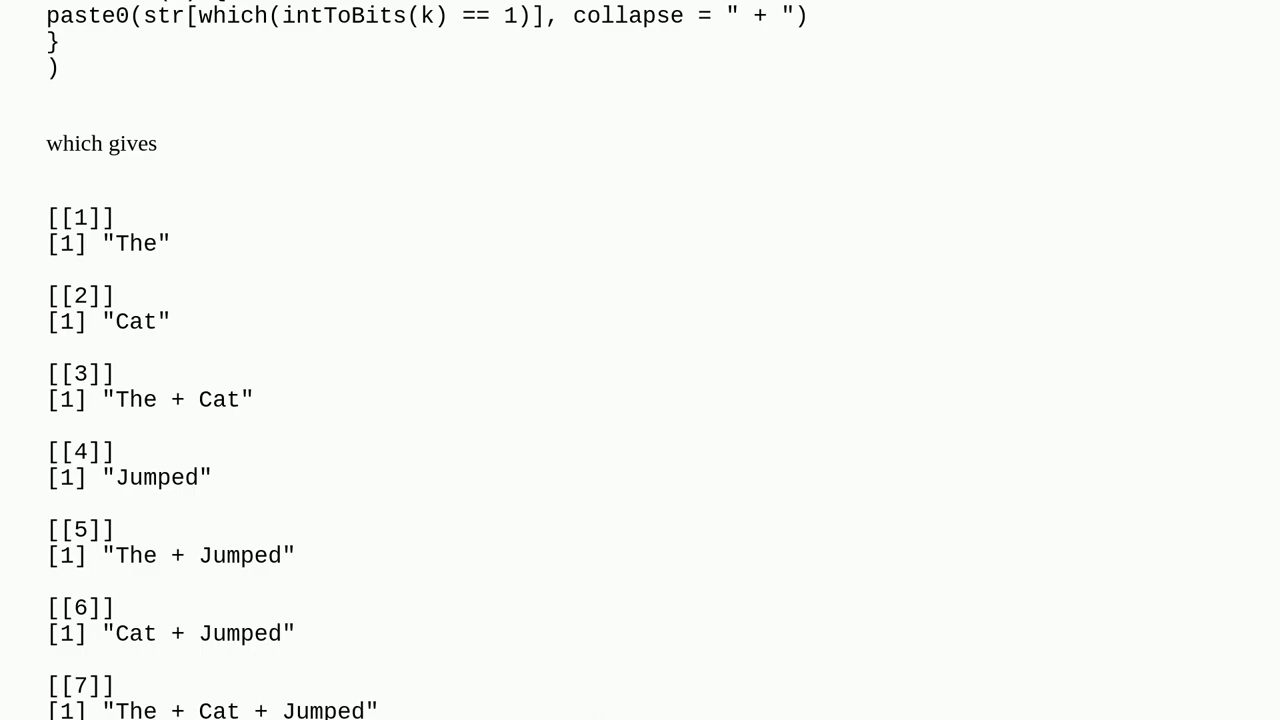 paste0(str[which(intToBits(k) == 1)], collapse = " + ")
}
)
which gives
[[1]]
[1] "The"
[[2]]
[1] "Cat"
[[3]]
[1] "The + Cat"
[[4]]
[1] "Jumped"
[[5]]
[1] "The + Jumped"
[[6]]
[1] "Cat + Jumped"
[[7]]
[1] "The + Cat + Jumped"